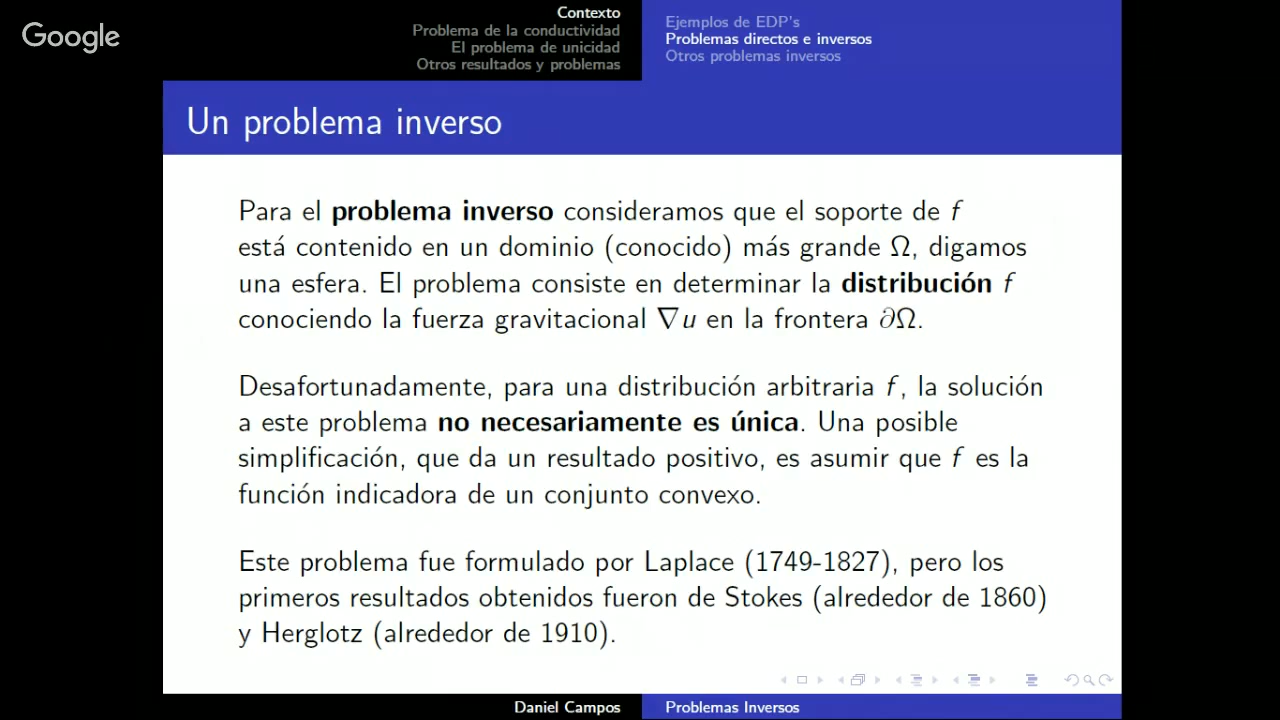 Google
Contexto
Problema de la conductividad
El problema de unicidad
Otros resultados y problemas
Ejemplos de EDP's
Problemas directos e inversos
Otros problemas inversos
Un problema inverso
Para el problema inverso consideramos que el soporte de f
está contenido en un dominio (conocido) más grande Ω, digamos
una esfera. El problema consiste en determinar la distribución f
conociendo la fuerza gravitacional ∇u en la frontera ∂Ω.
Desafortunadamente, para una distribución arbitraria f, la solución
a este problema no necesariamente es única. Una posible
simplificación, que da un resultado positivo, es asumir que f es la
función indicadora de un conjunto convexo.
Este problema fue formulado por Laplace (1749-1827), pero los
primeros resultados obtenidos fueron de Stokes (alrededor de 1860)
y Herglotz (alrededor de 1910).
Daniel Campos
Problemas Inversos